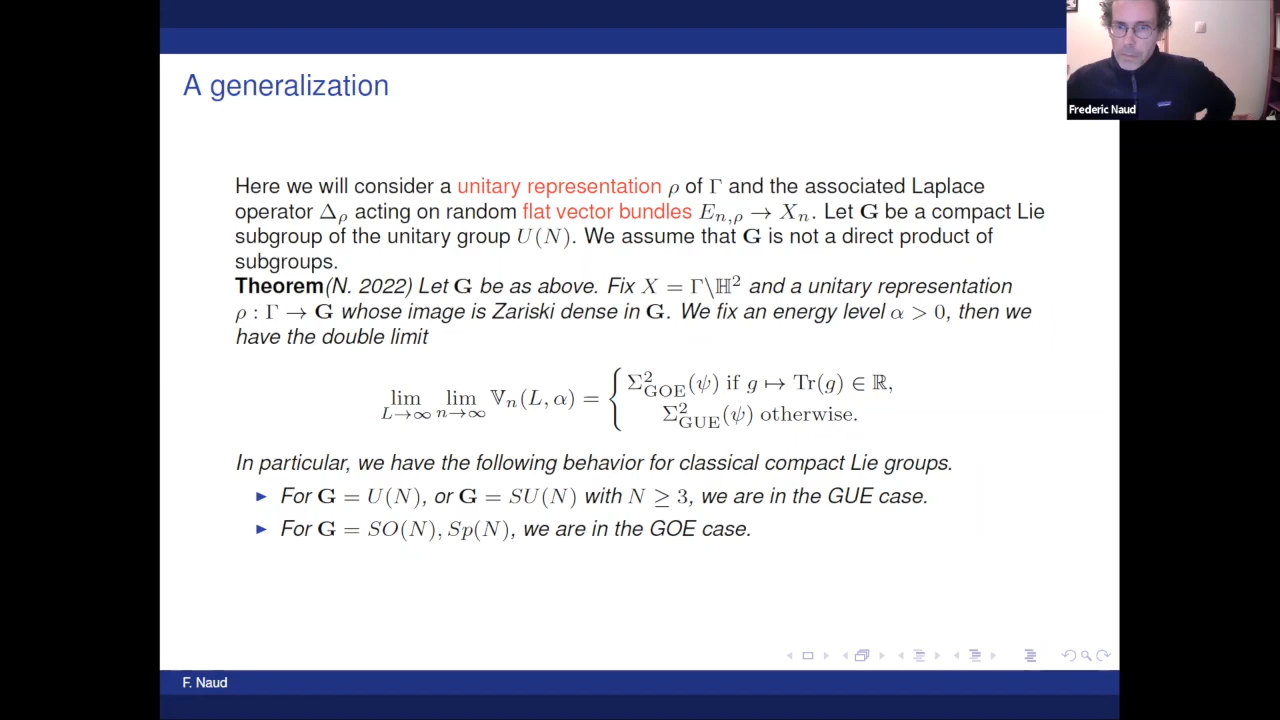 A generalization
Frederic Naud
Here we will consider a unitary representation ρ of Γ and the associated Laplace
operator Δ_ρ acting on random flat vector bundles E_{n,ρ} → X_n. Let G be a compact Lie
subgroup of the unitary group U(N). We assume that G is not a direct product of
subgroups.
Theorem(N. 2022) Let G be as above. Fix X = Γ\ℍ² and a unitary representation
ρ : Γ → G whose image is Zariski dense in G. We fix an energy level α > 0, then we
have the double limit
lim_{L→∞} lim_{n→∞} 𝕍_n(L, α) = { Σ²_GOE(ψ) if g ↦ Tr(g) ∈ ℝ,
Σ²_GUE(ψ) otherwise.
In particular, we have the following behavior for classical compact Lie groups.
► For G = U(N), or G = SU(N) with N ≥ 3, we are in the GUE case.
► For G = SO(N), Sp(N), we are in the GOE case.
F. Naud